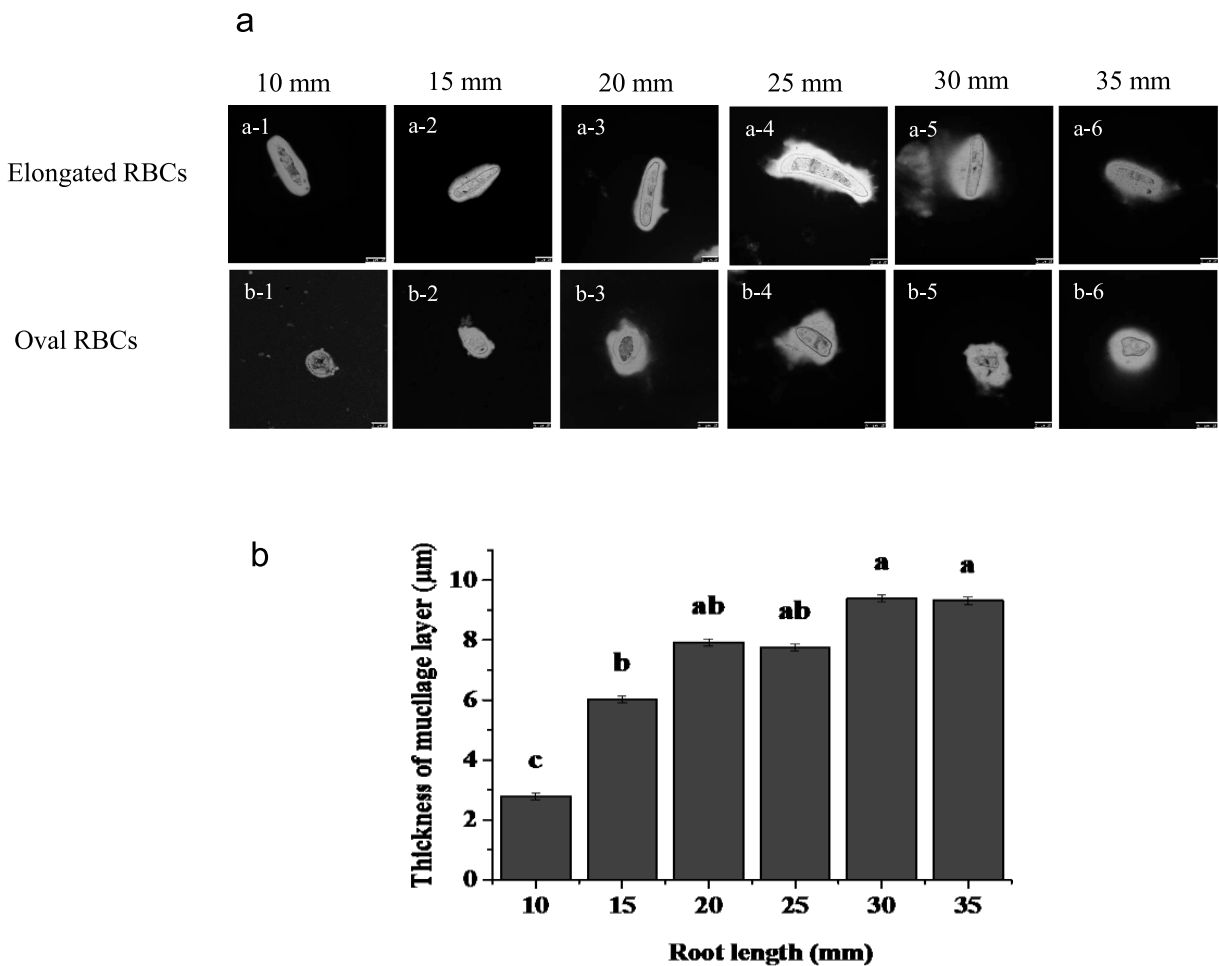 a
10 mm 15 mm 20 mm 25 mm 30 mm 35 mm
Elongated RBCs
a-1 a-2 a-3 a-4 a-5 a-6
Oval RBCs
b-1 b-2 b-3 b-4 b-5 b-6
b
Thickness of mucilage layer (μm)
10
8
6
4
2
0
c b ab ab a a
10 15 20 25 30 35
Root length (mm)